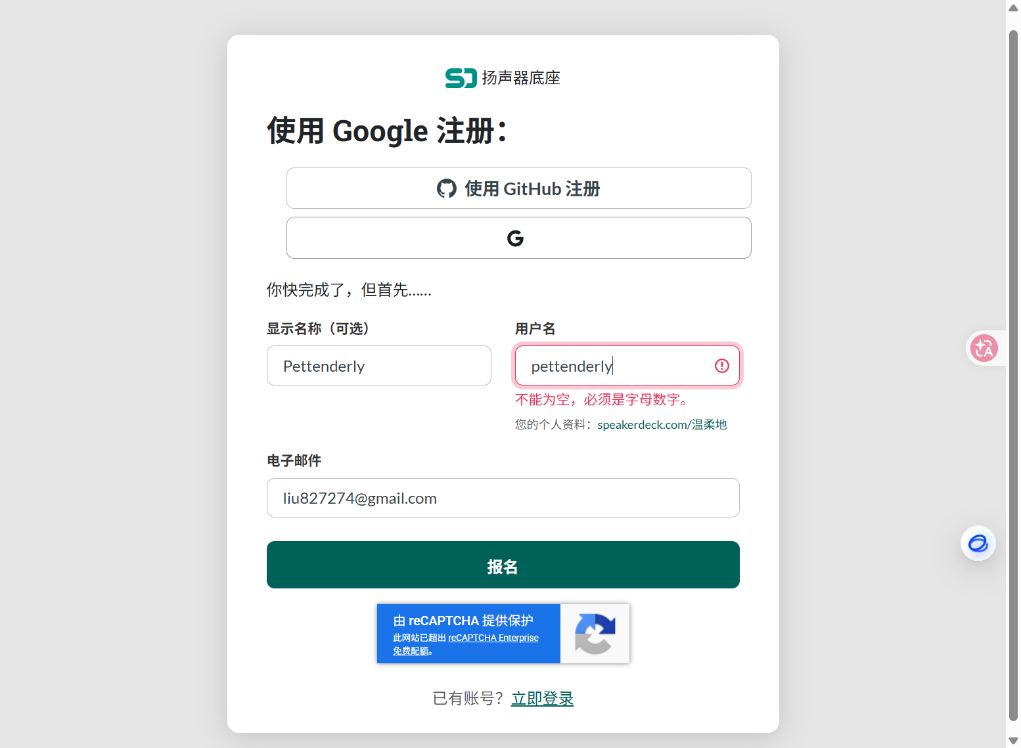 扬声器底座
使用 Google 注册：
使用 GitHub 注册
你快完成了，但首先......
显示名称（可选）
用户名
Pettenderly
pettenderly
不能为空，必须是字母数字。
您的个人资料：speakerdeck.com/温柔地
电子邮件
liu827274@gmail.com
报名
由 reCAPTCHA 提供保护
此网站已超出 reCAPTCHA Enterprise
免费配额。
已有账号？立即登录